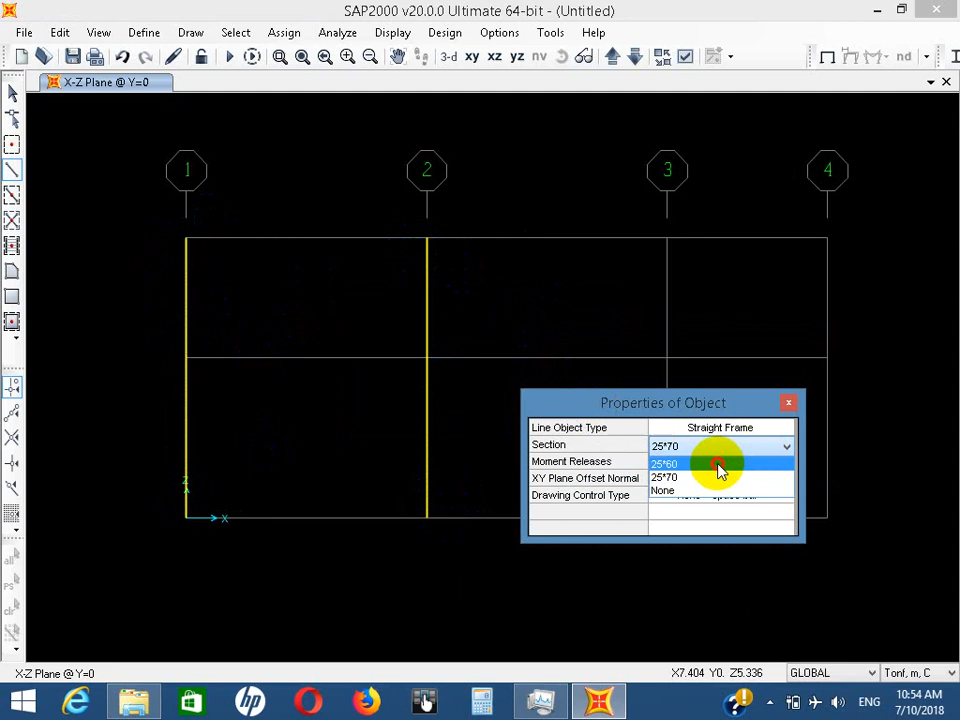 SAP2000 v20.0.0 Ultimate 64-bit - (Untitled)
File Edit View Define Draw Select Assign Analyze Display Design Options Tools Help
3-d xy xz yz nv nd
X-Z Plane @ Y=0
1 2 3 4
Properties of Object
Line Object Type Straight Frame
Section 25*70
Moment Releases 25*60
XY Plane Offset Normal 25*70
Drawing Control Type None
Z
X
all
PS
clr
X-Z Plane @ Y=0 X7.404 Y0. Z5.336 GLOBAL Tonf, m, C
ENG 10:54 AM
7/10/2018